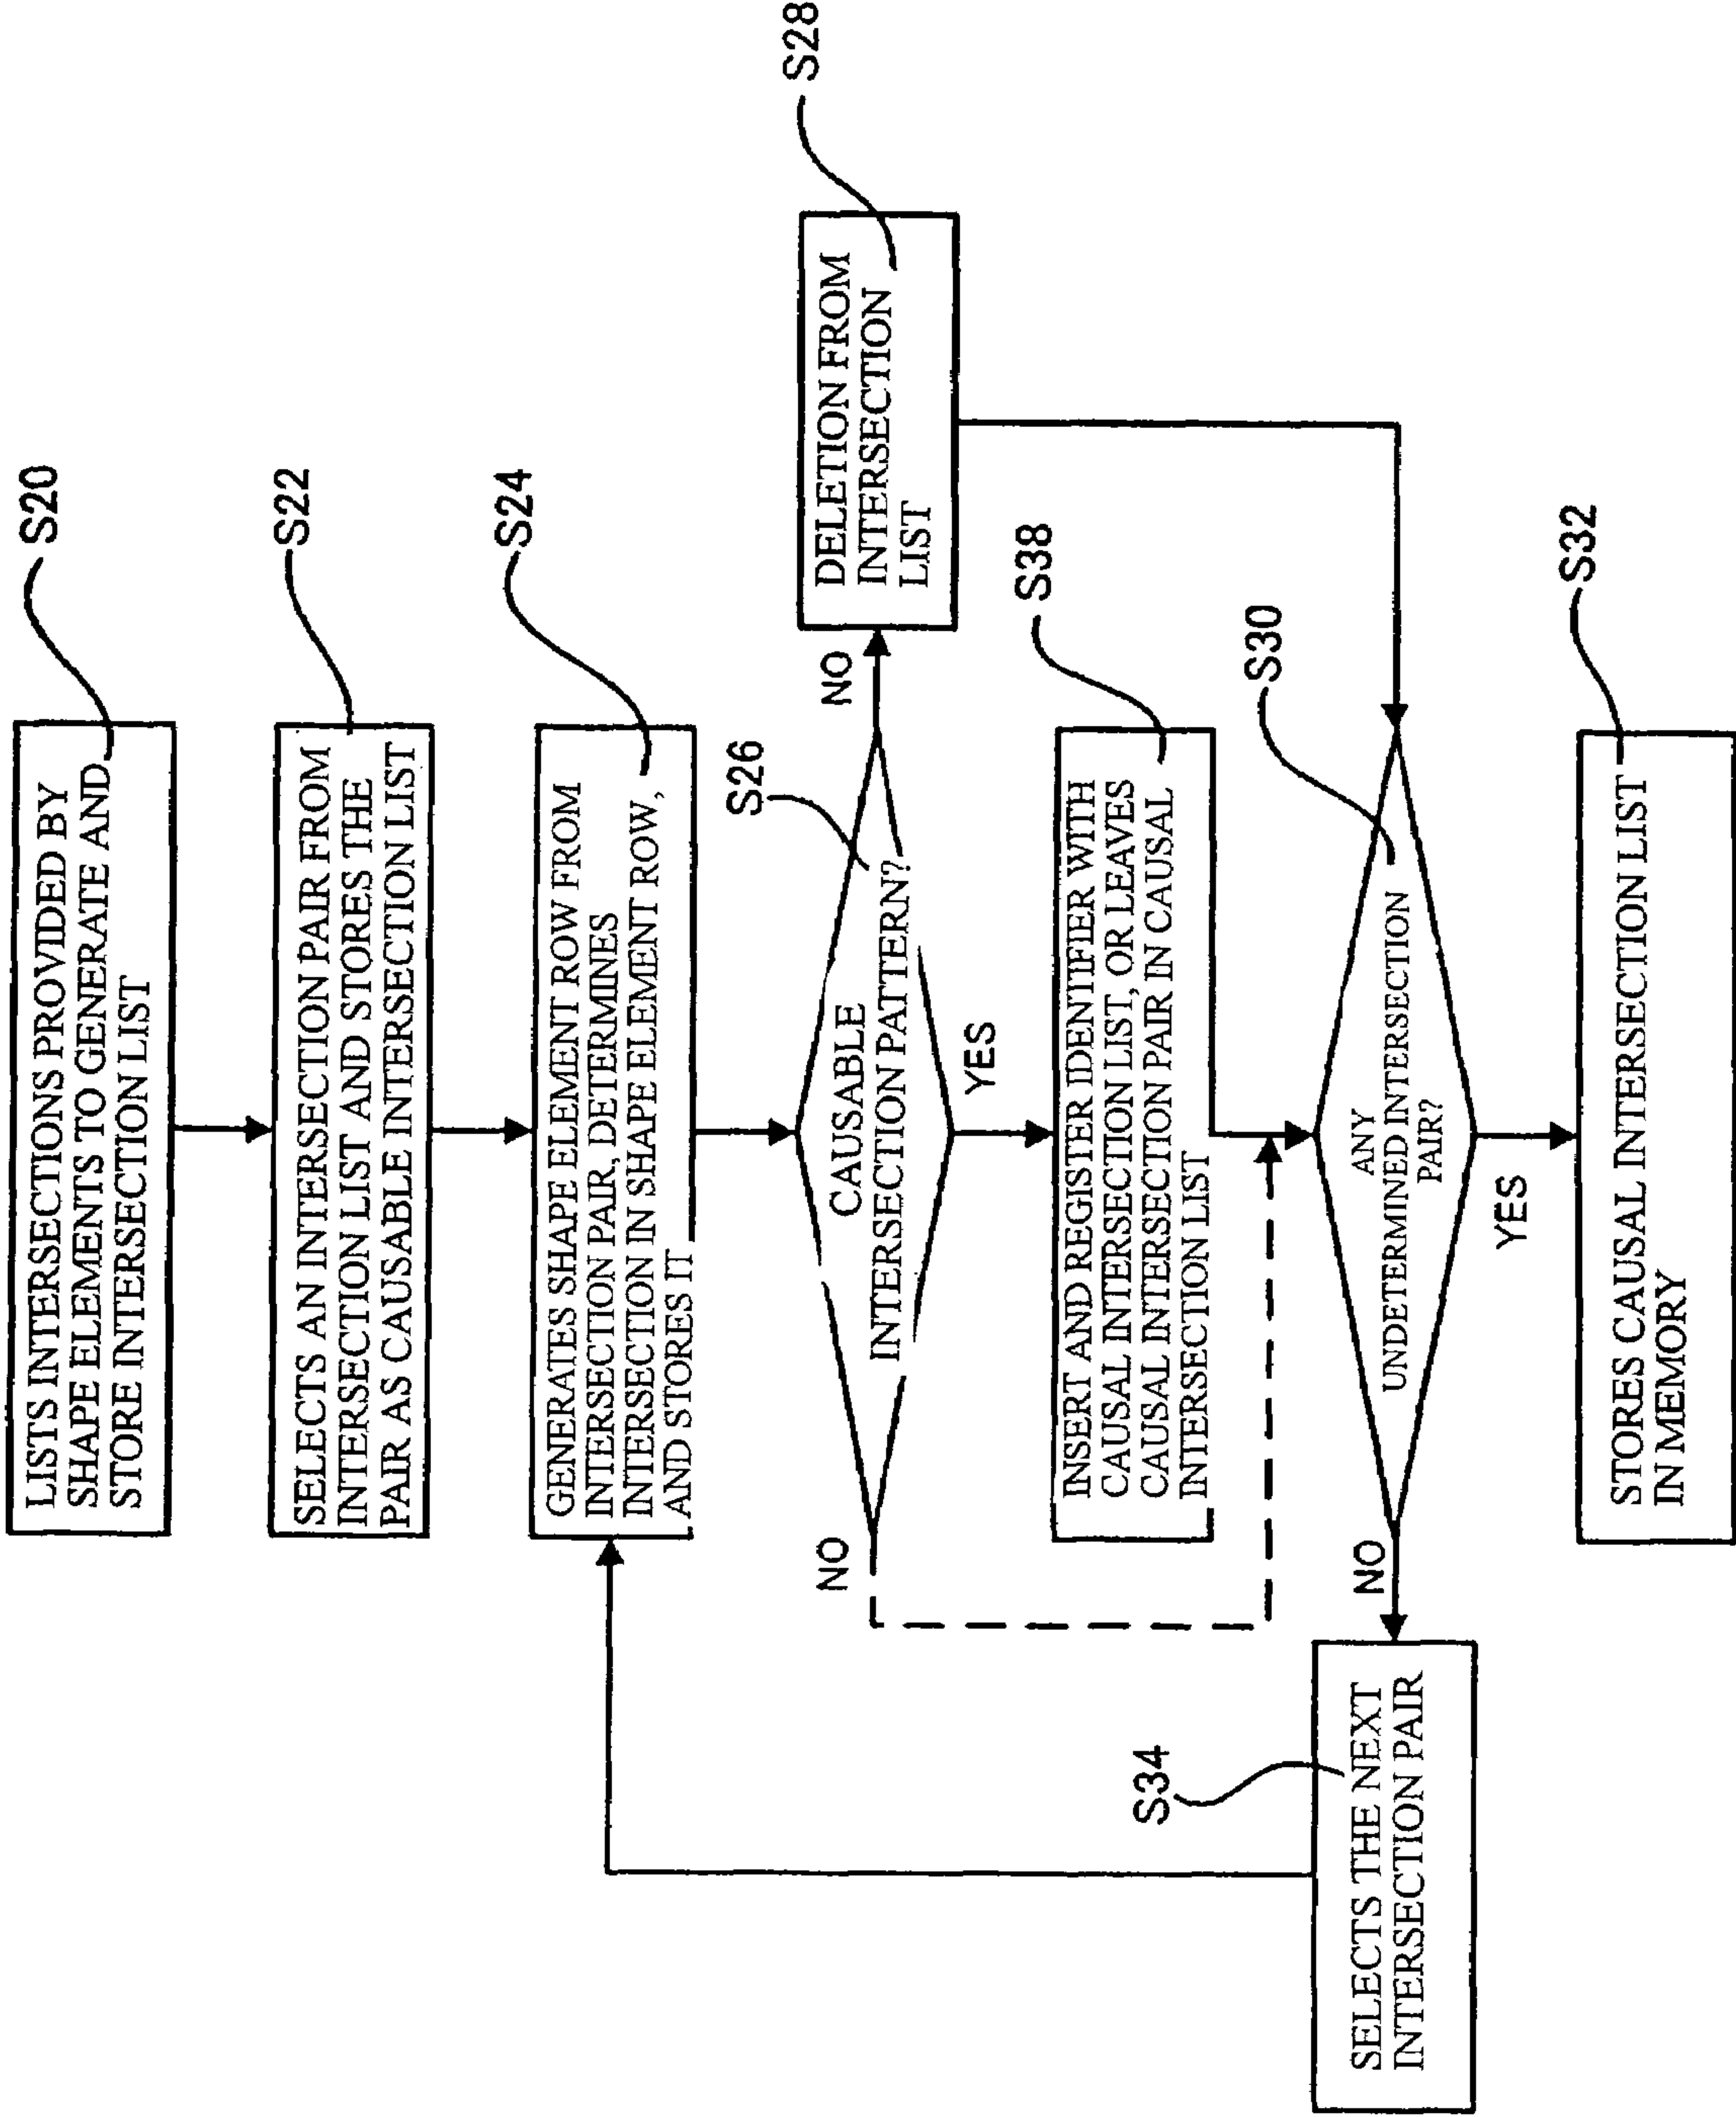 S20
LISTS INTERSECTIONS PROVIDED BY
SHAPE ELEMENTS TO GENERATE AND
STORE INTERSECTION LIST
S22
SELECTS AN INTERSECTION PAIR FROM
INTERSECTION LIST AND STORES THE
PAIR AS CAUSABLE INTERSECTION LIST
S24
GENERATES SHAPE ELEMENT ROW FROM
INTERSECTION PAIR, DETERMINES
INTERSECTION IN SHAPE ELEMENT ROW,
AND STORES IT
S26
CAUSABLE
INTERSECTION PATTERN?
NO
NO
YES
S28
DELETION FROM
INTERSECTION
LIST
S38
INSERT AND REGISTER IDENTIFIER WITH
CAUSAL INTERSECTION LIST, OR LEAVES
CAUSAL INTERSECTION PAIR IN CAUSAL
INTERSECTION LIST
S30
ANY
UNDETERMINED INTERSECTION
PAIR?
NO
YES
S34
SELECTS THE NEXT
INTERSECTION PAIR
S32
STORES CAUSAL INTERSECTION LIST
IN MEMORY